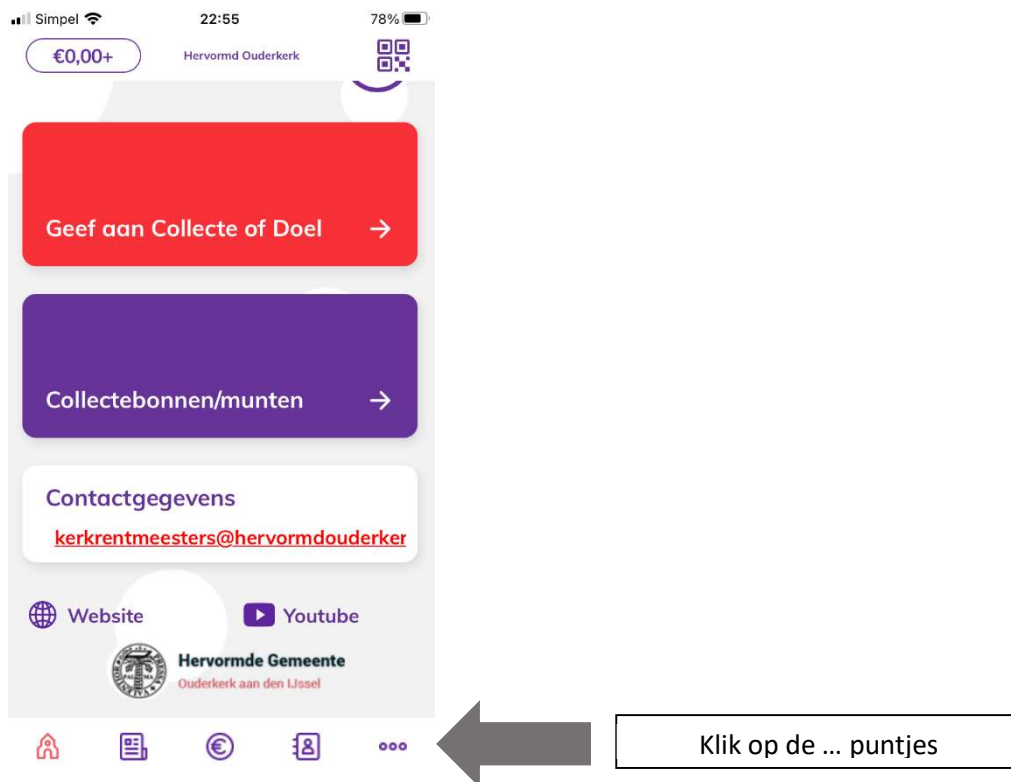 Simpel 22:55 78%
€0,00+ Hervormd Ouderkerk
Geef aan Collecte of Doel →
Collectebonnen/munten →
Contactgegevens
kerkrentmeesters@hervormdouderker
Website Youtube
Hervormde Gemeente
Ouderkerk aan den IJssel
Klik op de ... puntjes